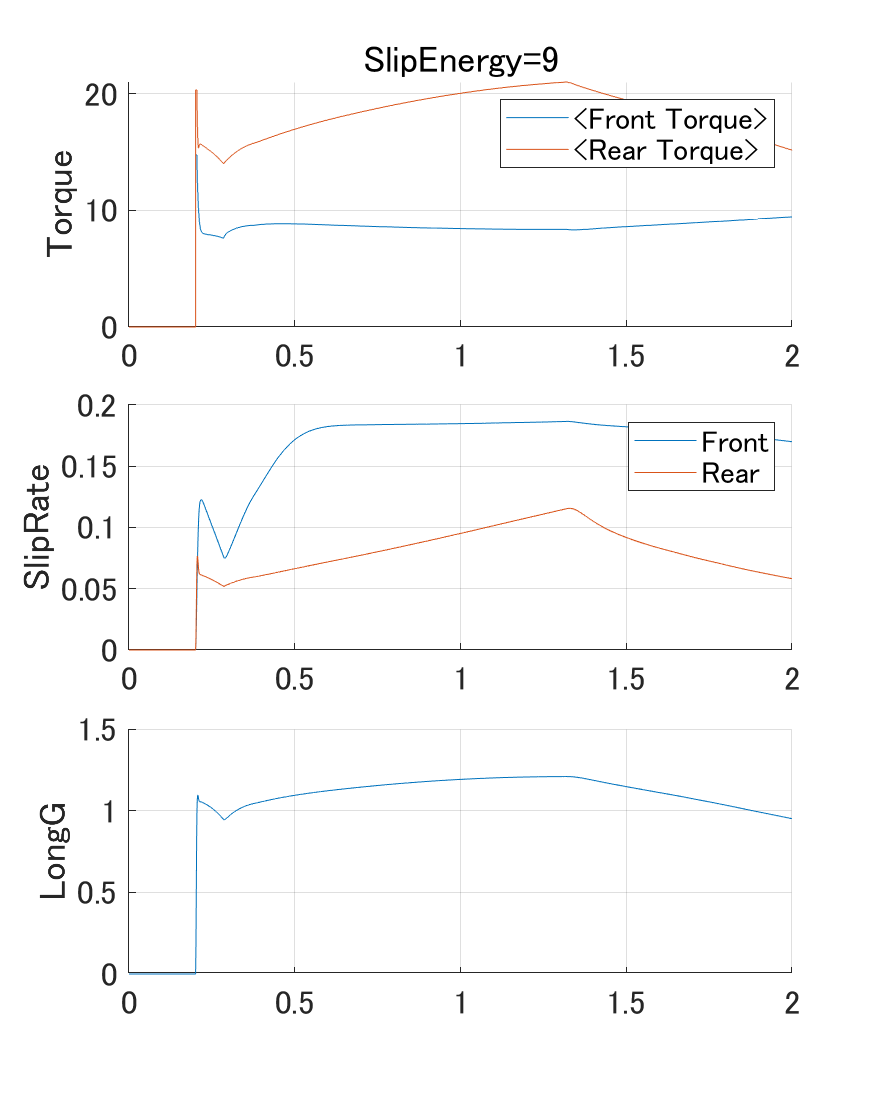 SlipEnergy=9
Torque
20
10
0
<Front Torque>
<Rear Torque>
0 0.5 1 1.5 2
SlipRate
0.2
0.15
0.1
0.05
0
Front
Rear
0 0.5 1 1.5 2
LongG
1.5
1
0.5
0
0 0.5 1 1.5 2